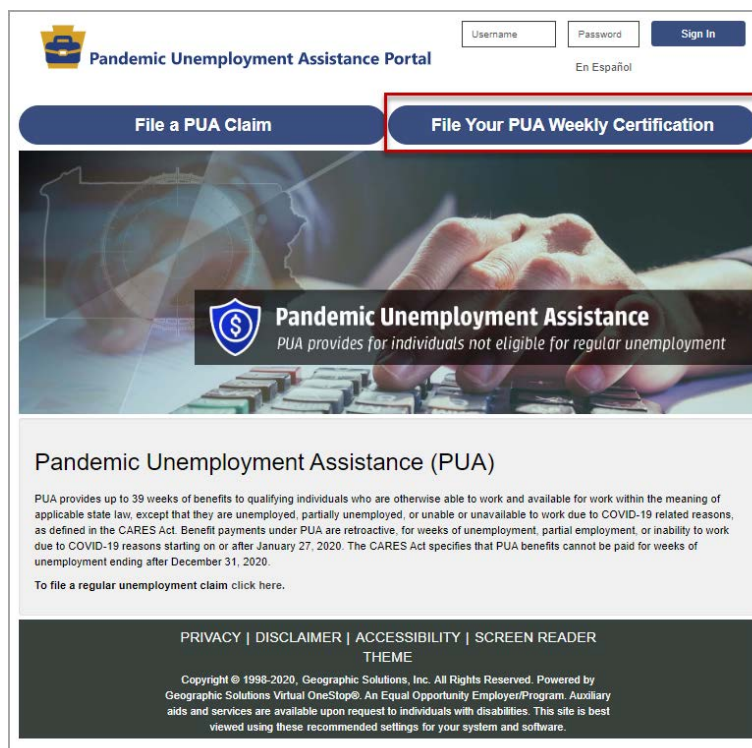 Pandemic Unemployment Assistance Portal
Username
Password
Sign In
En Español
File a PUA Claim
File Your PUA Weekly Certification
$
Pandemic Unemployment Assistance
PUA provides for individuals not eligible for regular unemployment
Pandemic Unemployment Assistance (PUA)
PUA provides up to 39 weeks of benefits to qualifying individuals who are otherwise able to work and available for work within the meaning of
applicable state law, except that they are unemployed, partially unemployed, or unable or unavailable to work due to COVID-19 related reasons,
as defined in the CARES Act. Benefit payments under PUA are retroactive, for weeks of unemployment, partial employment, or inability to work
due to COVID-19 reasons starting on or after January 27, 2020. The CARES Act specifies that PUA benefits cannot be paid for weeks of
unemployment ending after December 31, 2020.
To file a regular unemployment claim click here.
PRIVACY | DISCLAIMER | ACCESSIBILITY | SCREEN READER
THEME
Copyright © 1998-2020, Geographic Solutions, Inc. All Rights Reserved. Powered by
Geographic Solutions Virtual OneStop®. An Equal Opportunity Employer/Program. Auxiliary
aids and services are available upon request to individuals with disabilities. This site is best
viewed using these recommended settings for your system and software.